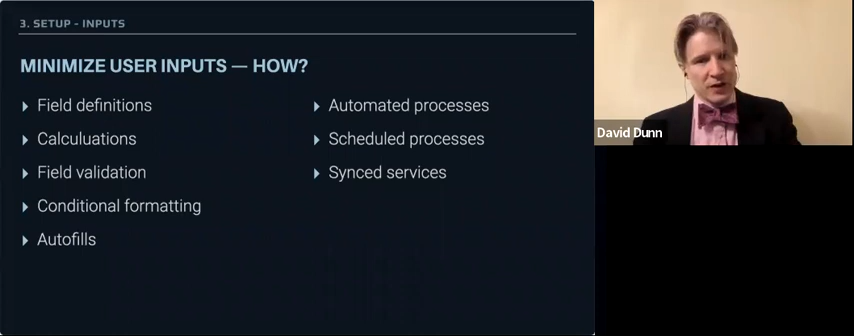 3. SETUP - INPUTS
MINIMIZE USER INPUTS — HOW?
Field definitions
Calculuations
Field validation
Conditional formatting
Autofills
Automated processes
Scheduled processes
Synced services
David Dunn